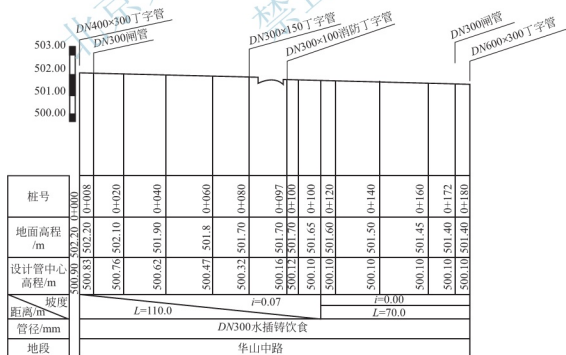 北京
禁止
DN400×300丁字管
DN300闸管
DN300×150丁字管
DN300×100消防丁字管
DN300闸管
DN600×300丁字管
503.00
502.00
501.00
500.00
桩号 0+000 0+008 0+020 0+040 0+060 0+080 0+097 0+100 0+100 0+120 0+140 0+160 0+172 0+180
地面高程/m 502.20 502.20 502.10 501.90 501.8 501.70 501.70 501.70 501.65 501.60 501.50 501.45 501.40 501.40
设计管中心高程/m 500.90 500.83 500.76 500.62 500.47 500.32 500.16 500.12 500.10 500.10 500.10 500.10 500.10 500.10
坡度 i=0.07 i=0.00
距离/m L=110.0 L=70.0
管径/mm DN300水插铸饮食
地段 华山中路